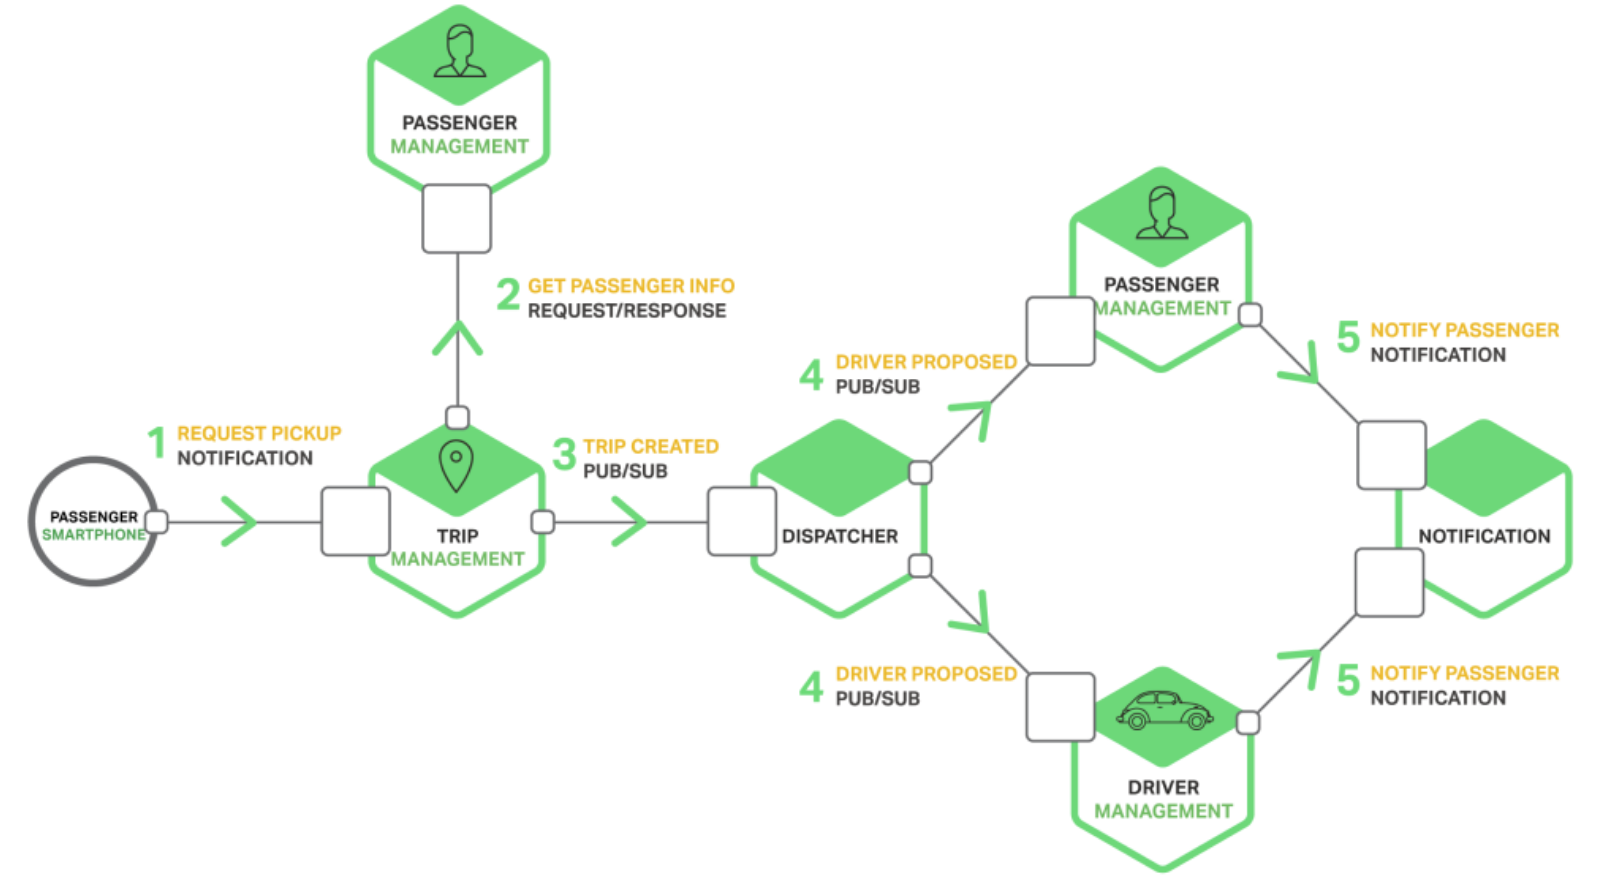 PASSENGER
MANAGEMENT
2 GET PASSENGER INFO
REQUEST/RESPONSE
1 REQUEST PICKUP
NOTIFICATION
PASSENGER
SMARTPHONE
TRIP
MANAGEMENT
3 TRIP CREATED
PUB/SUB
DISPATCHER
4 DRIVER PROPOSED
PUB/SUB
PASSENGER
MANAGEMENT
5 NOTIFY PASSENGER
NOTIFICATION
NOTIFICATION
4 DRIVER PROPOSED
PUB/SUB
DRIVER
MANAGEMENT
5 NOTIFY PASSENGER
NOTIFICATION